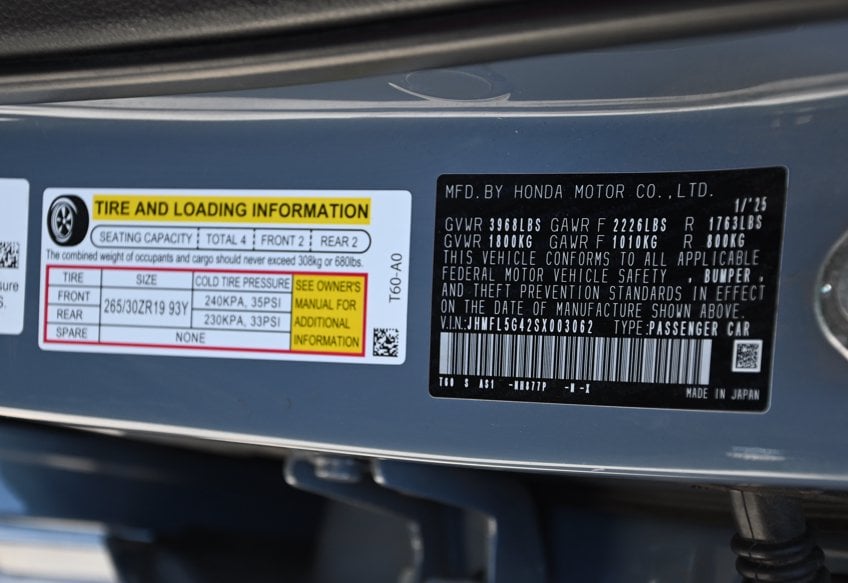 ure
s.
TIRE AND LOADING INFORMATION
SEATING CAPACITY TOTAL 4 FRONT 2 REAR 2
The combined weight of occupants and cargo should never exceed 308kg or 680lbs.
TIRE SIZE COLD TIRE PRESSURE SEE OWNER'S MANUAL FOR ADDITIONAL INFORMATION
FRONT 265/30ZR19 93Y 240KPA, 35PSI
REAR 230KPA, 33PSI
SPARE NONE
T60-A0
MFD.BY HONDA MOTOR CO.,LTD.
1/'25
GVWR 3968LBS GAWR F 2226LBS R 1763LBS
GVWR 1800KG GAWR F 1010KG R 800KG
THIS VEHICLE CONFORMS TO ALL APPLICABLE
FEDERAL MOTOR VEHICLE SAFETY , BUMPER ,
AND THEFT PREVENTION STANDARDS IN EFFECT
ON THE DATE OF MANUFACTURE SHOWN ABOVE.
V.I.N:JHMFL5G42SX003062 TYPE:PASSENGER CAR
T60 S AS1 -NH877P -M -X
MADE IN JAPAN